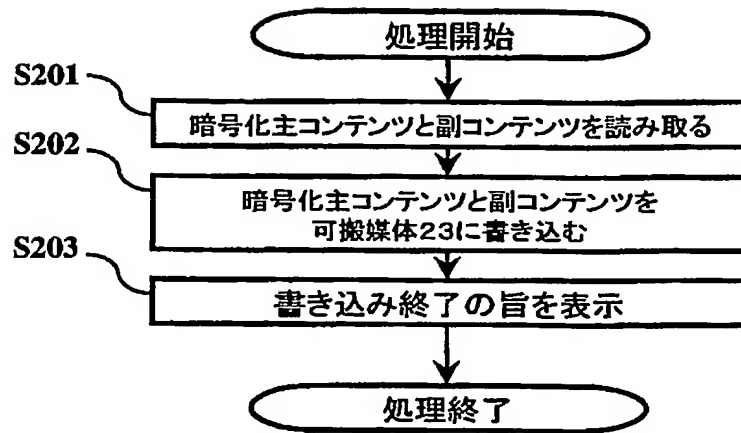 処理開始
S201
暗号化主コンテンツと副コンテンツを読み取る
S202
暗号化主コンテンツと副コンテンツを
可搬媒体23に書き込む
S203
書き込み終了の旨を表示
処理終了